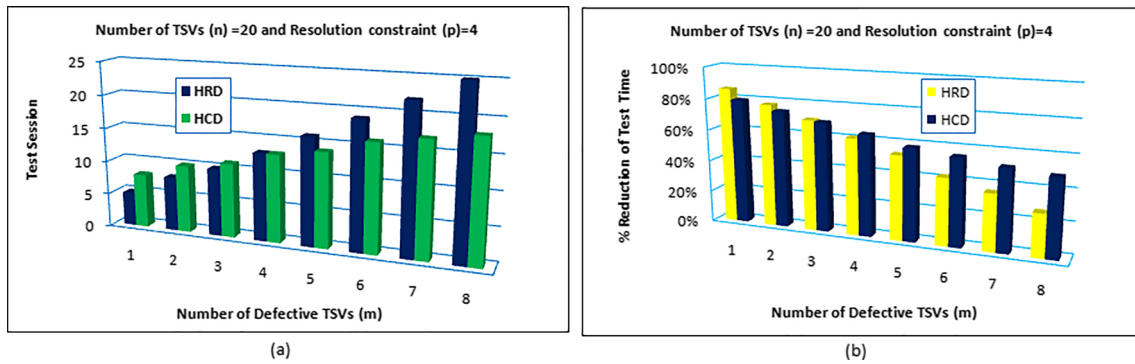 Number of TSVs (n) =20 and Resolution constraint (p)=4
25
20
15
10
5
0
Test Session
HRD
HCD
1 2 3 4 5 6 7 8
Number of Defective TSVs (m)
(a)
Number of TSVs (n) =20 and Resolution constraint (p)=4
100%
80%
60%
40%
20%
0%
% Reduction of Test Time
HRD
HCD
1 2 3 4 5 6 7 8
Number of Defective TSVs (m)
(b)